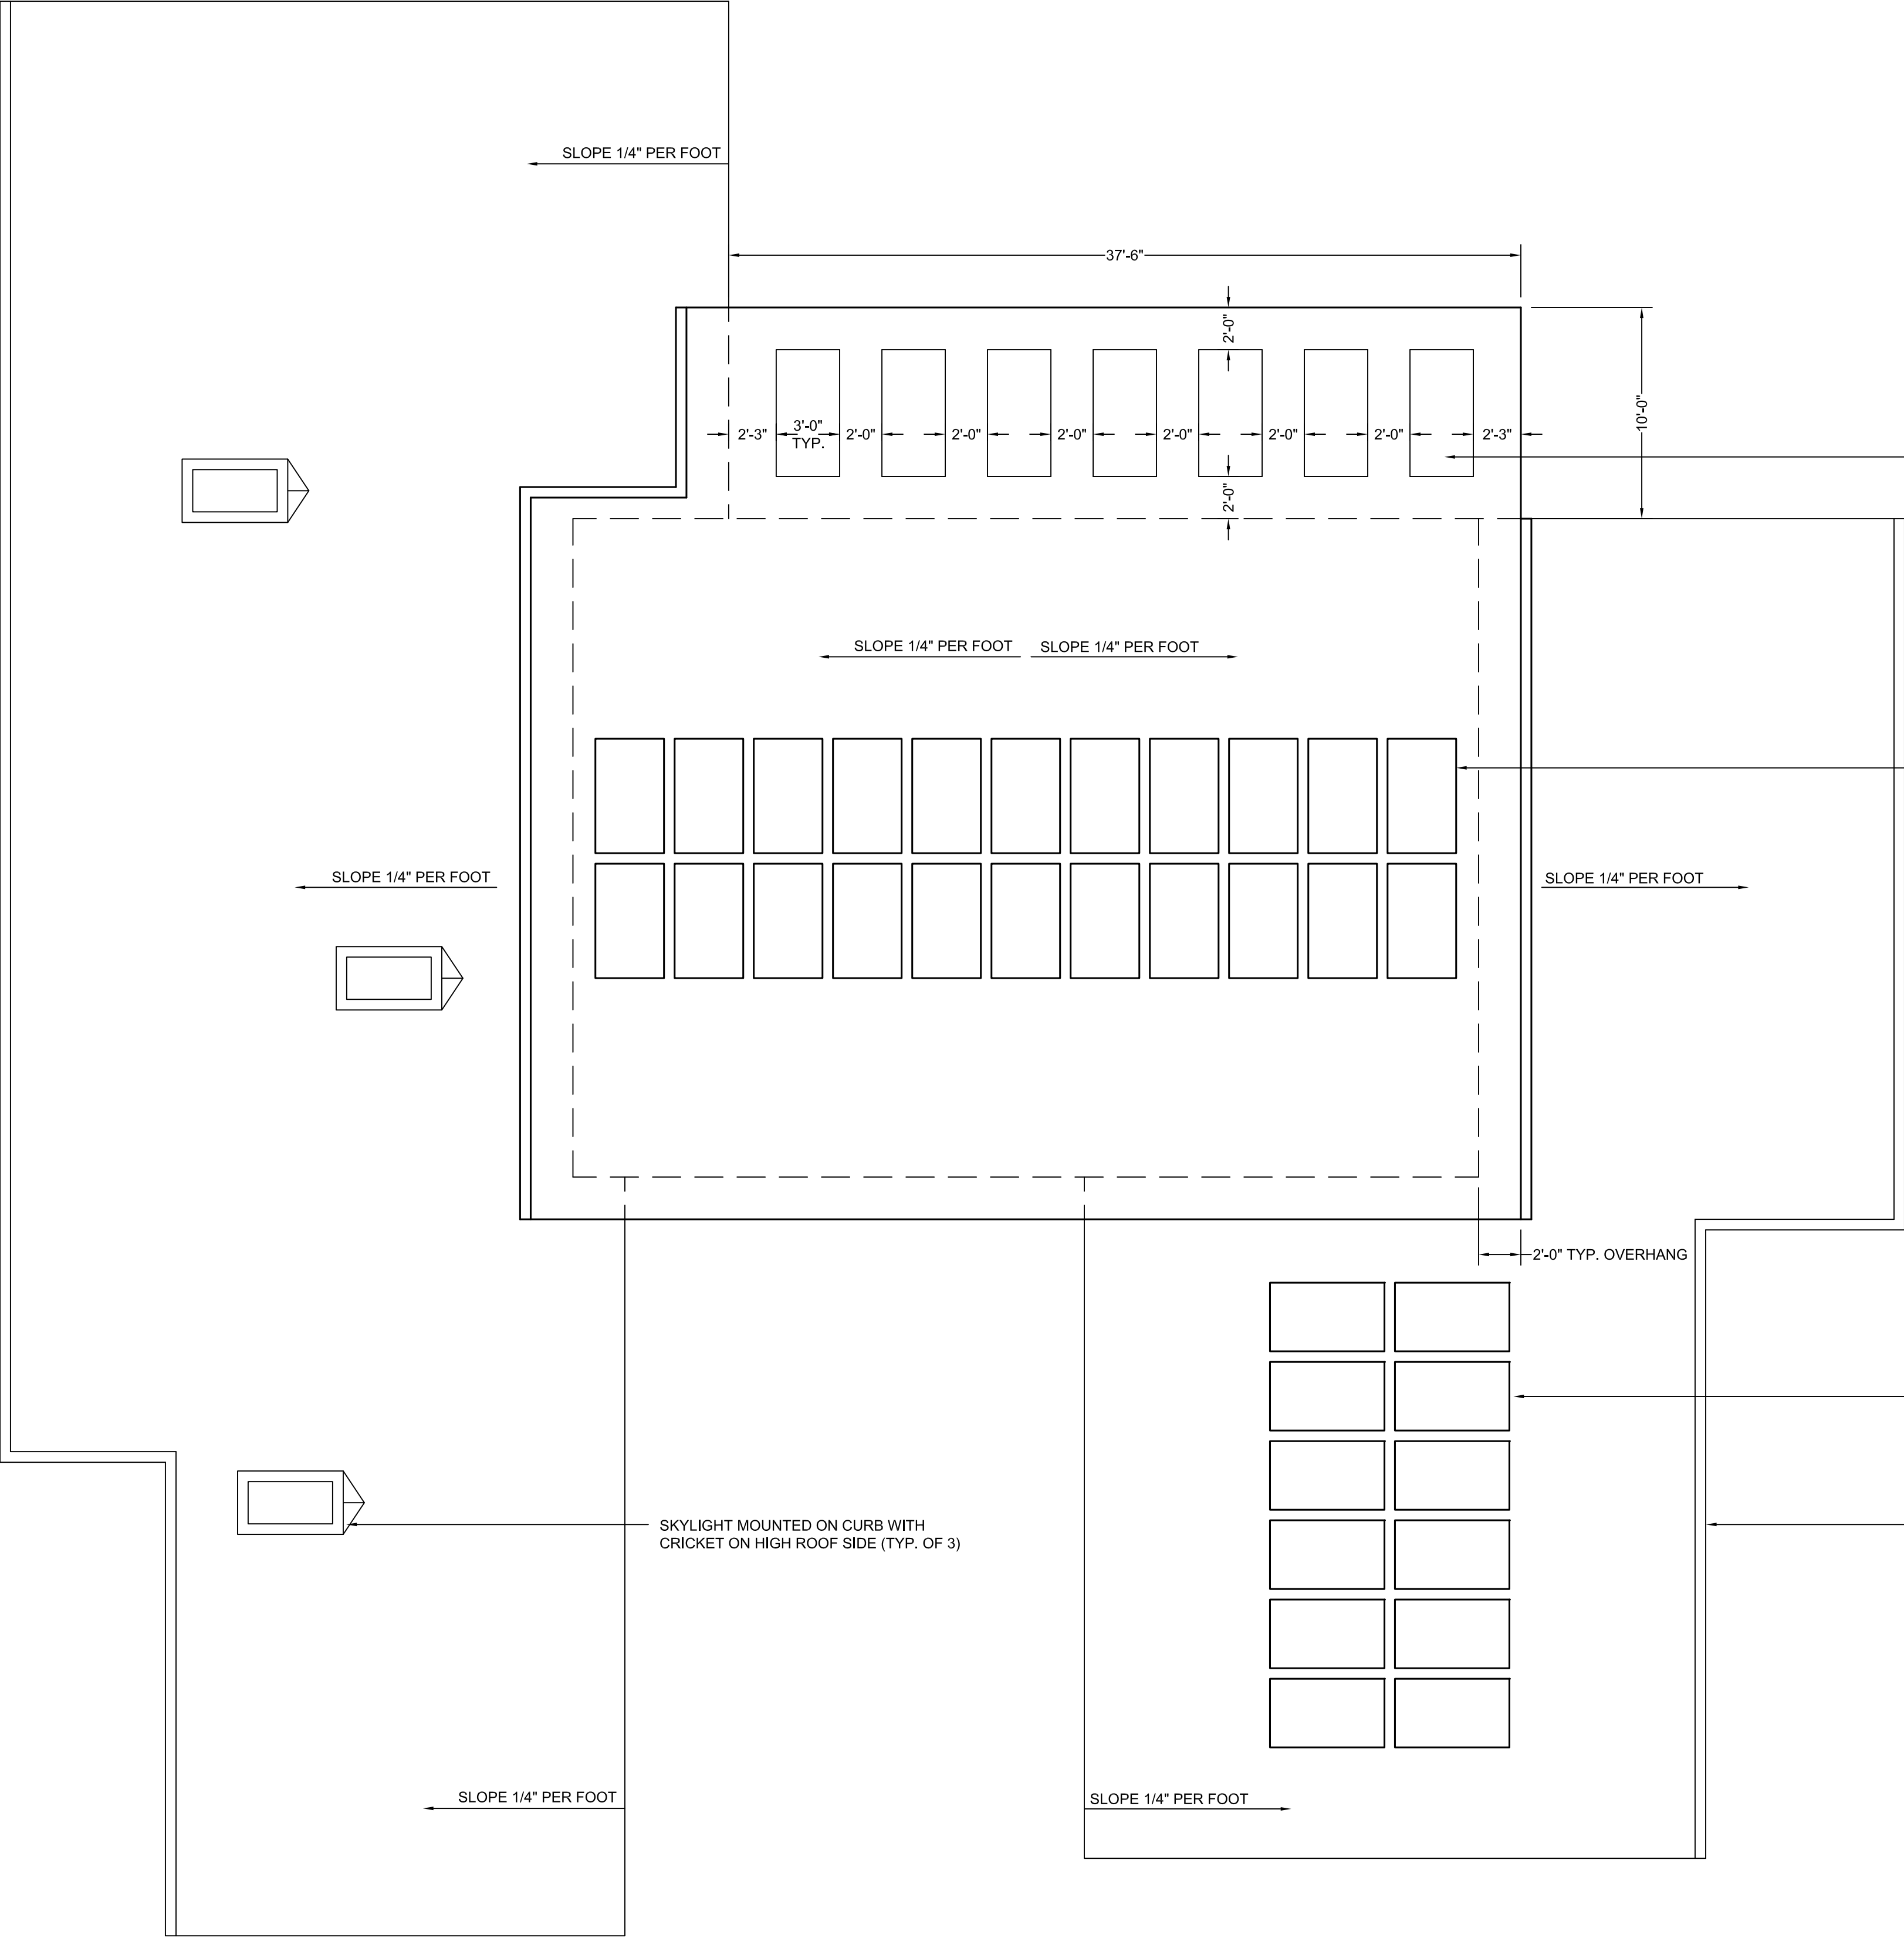 SLOPE 1/4" PER FOOT
37'-6"
2'-0"
10'-0"
2'-3"
3'-0"
TYP.
2'-0"
2'-0"
2'-0"
2'-0"
2'-0"
2'-0"
2'-3"
2'-0"
SLOPE 1/4" PER FOOT
SLOPE 1/4" PER FOOT
SLOPE 1/4" PER FOOT
SLOPE 1/4" PER FOOT
2'-0" TYP. OVERHANG
SKYLIGHT MOUNTED ON CURB WITH
CRICKET ON HIGH ROOF SIDE (TYP. OF 3)
SLOPE 1/4" PER FOOT
SLOPE 1/4" PER FOOT